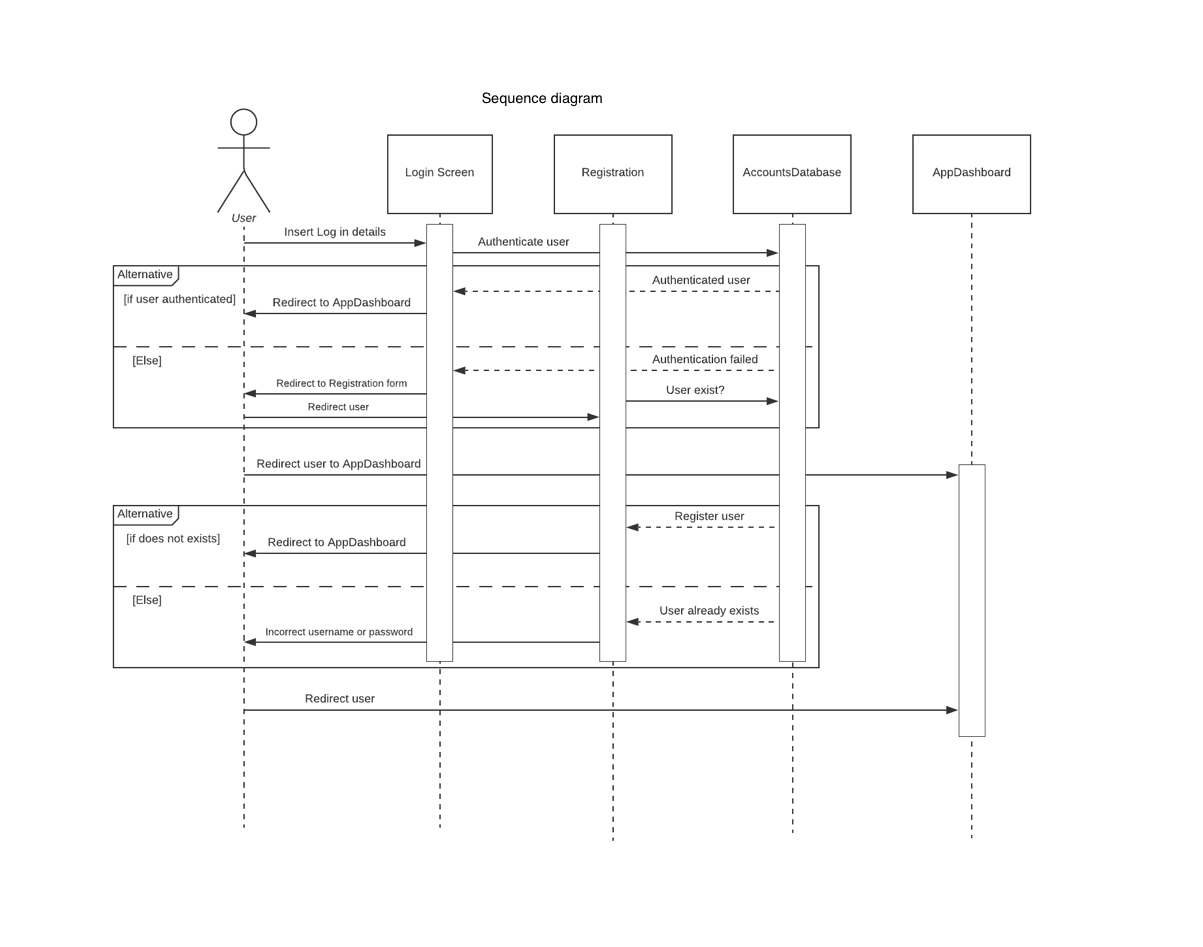 Sequence diagram
Login Screen
Registration
AccountsDatabase
AppDashboard
User
Insert Log in details
Authenticate user
Alternative
[if user authenticated]
Authenticated user
Redirect to AppDashboard
[Else]
Authentication failed
Redirect to Registration form
User exist?
Redirect user
Redirect user to AppDashboard
Alternative
[if does not exists]
Register user
Redirect to AppDashboard
[Else]
User already exists
Incorrect username or password
Redirect user